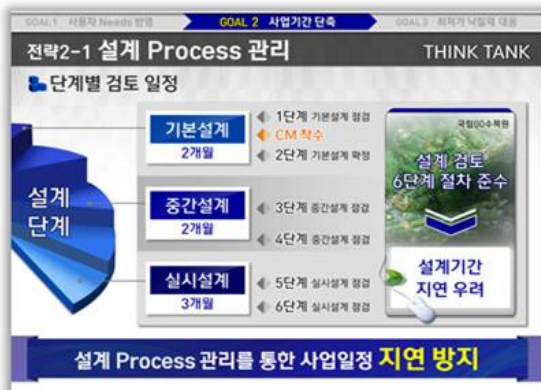 GOAL 1 사용자 Needs 반영
GOAL 2 사업기간 단축
GOAL 3 최저가 낙찰제 대응
전략2-1 설계 Process 관리
THINK TANK
단계별 검토 일정
설계
단계
기본설계
2개월
1단계 기본설계 점검
CM 착수
2단계 기본설계 확정
중간설계
2개월
3단계 중간설계 점검
4단계 중간설계 점검
실시설계
3개월
5단계 실시설계 점검
6단계 실시설계 점검
국립00수목원
설계 검토
6단계 절차 준수
설계기간
지연 우려
설계 Process 관리를 통한 사업일정 지연 방지